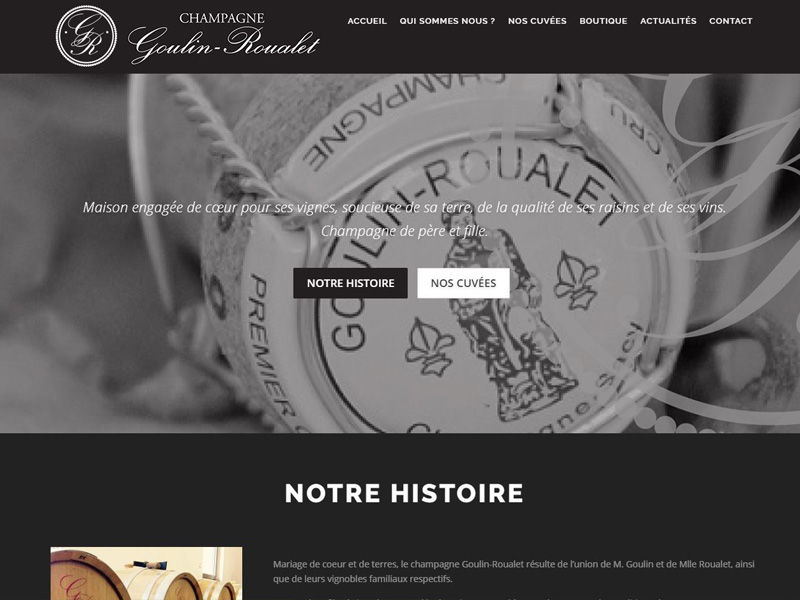 GR
CHAMPAGNE
Goulin-Roualet
ACCUEIL QUI SOMMES NOUS ? NOS CUVÉES BOUTIQUE ACTUALITÉS CONTACT
CHAMPAGNE
CRU
GOULIN-ROUALET
PREMIER
Sacy
Maison engagée de cœur pour ses vignes, soucieuse de sa terre, de la qualité de ses raisins et de ses vins.
Champagne de père et fille.
NOTRE HISTOIRE NOS CUVÉES
NOTRE HISTOIRE
Mariage de coeur et de terres, le champagne Goulin-Roualet résulte de l'union de M. Goulin et de Mlle Roualet, ainsi
que de leurs vignobles familiaux respectifs.